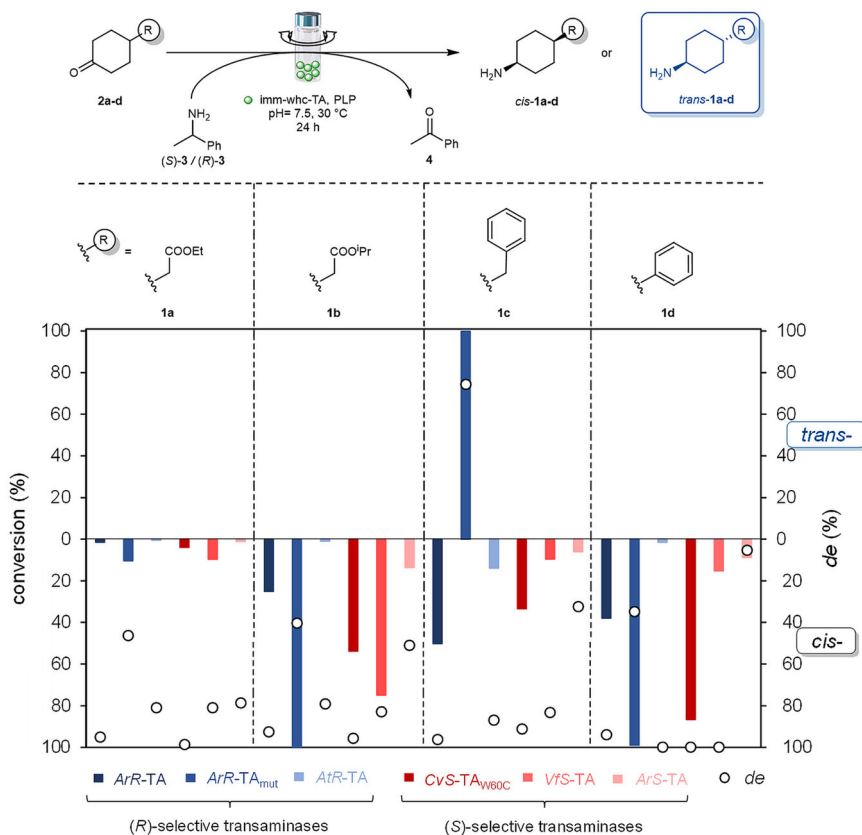 R
O
2a-d
NH₂
Ph
(S)-3 / (R)-3
imm-whc-TA, PLP
pH= 7.5, 30 °C
24 h
O
Ph
4
R
H₂N
cis-1a-d
or
R
H₂N
trans-1a-d
R =
COOEt
1a
COOⁱPr
1b
1c
1d
conversion (%)
100
80
60
40
20
0
20
40
60
80
100
100
80
60
40
20
0
20
40
60
80
100
de (%)
trans-
cis-
ArR-TA
ArR-TAmut
AtR-TA
CvS-TAW60C
VfS-TA
ArS-TA
de
(R)-selective transaminases
(S)-selective transaminases